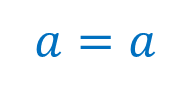 a = a